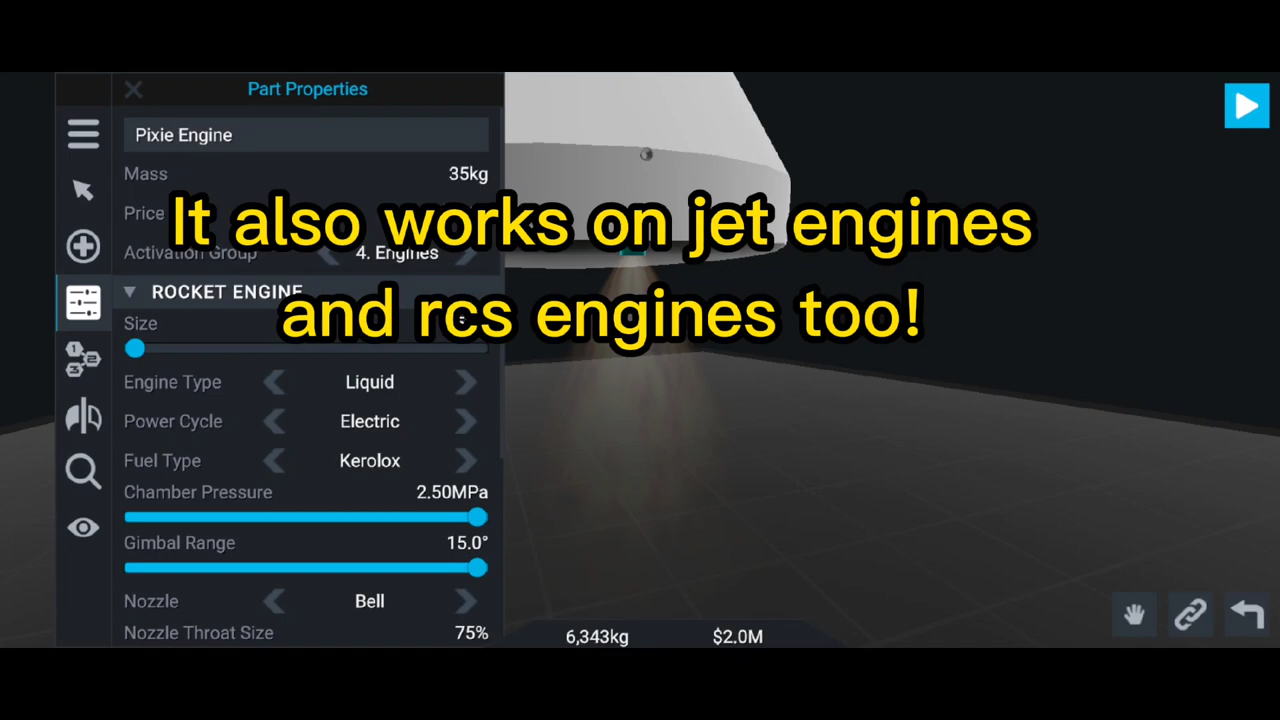 Part Properties
Pixie Engine
Mass 35kg
Price
It also works on jet engines
Activation Group 4. Engines
ROCKET ENGINE
and rcs engines too!
Size
Engine Type Liquid
Power Cycle Electric
Fuel Type Kerolox
Chamber Pressure 2.50MPa
Gimbal Range 15.0°
Nozzle Bell
Nozzle Throat Size 75%
6,343kg $2.0M